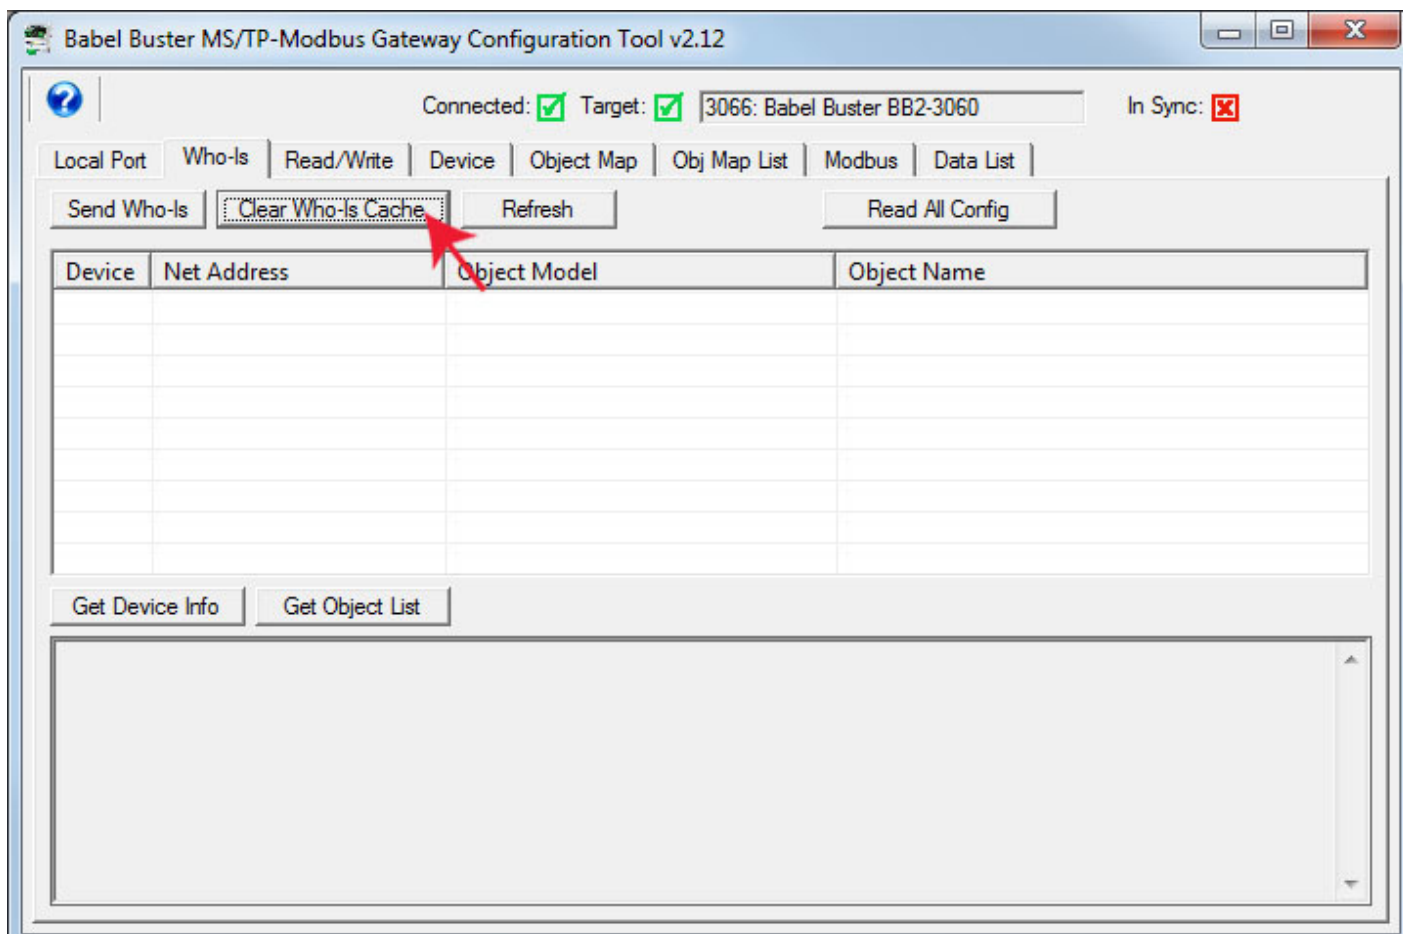 Babel Buster MS/TP-Modbus Gateway Configuration Tool v2.12
Connected: Target: 3066: Babel Buster BB2-3060 In Sync:
Local Port Who-Is Read/Write Device Object Map Obj Map List Modbus Data List
Send Who-Is Clear Who-Is Cache Refresh Read All Config
Device Net Address Object Model Object Name
Get Device Info Get Object List